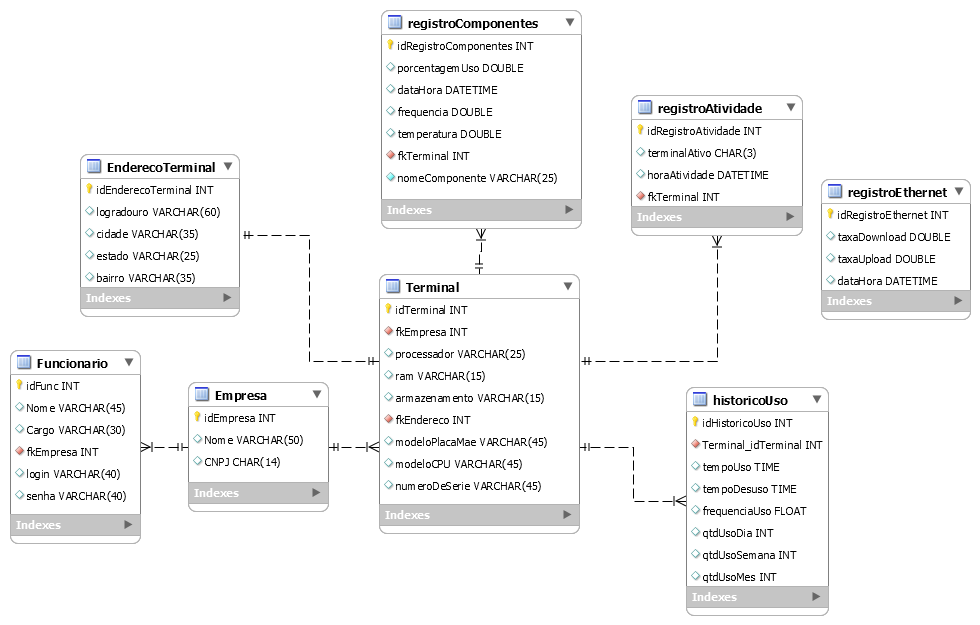 registroComponentes
idRegistroComponentes INT
porcentagemUso DOUBLE
dataHora DATETIME
frequencia DOUBLE
temperatura DOUBLE
fkTerminal INT
nomeComponente VARCHAR(25)
Indexes
registroAtividade
idRegistroAtividade INT
terminalAtivo CHAR(3)
horaAtividade DATETIME
fkTerminal INT
Indexes
EnderecoTerminal
idEnderecoTerminal INT
logradouro VARCHAR(60)
cidade VARCHAR(35)
estado VARCHAR(25)
bairro VARCHAR(35)
Indexes
registroEthernet
idRegistroEthernet INT
taxaDownload DOUBLE
taxaUpload DOUBLE
dataHora DATETIME
Indexes
Terminal
idTerminal INT
fkEmpresa INT
processador VARCHAR(25)
ram VARCHAR(15)
armazenamento VARCHAR(15)
fkEndereco INT
modeloPlacaMae VARCHAR(45)
modeloCPU VARCHAR(45)
numeroDeSerie VARCHAR(45)
Indexes
Funcionario
idFunc INT
Nome VARCHAR(45)
Cargo VARCHAR(30)
fkEmpresa INT
login VARCHAR(40)
senha VARCHAR(40)
Indexes
Empresa
idEmpresa INT
Nome VARCHAR(50)
CNPJ CHAR(14)
Indexes
historicoUso
idHistoricoUso INT
Terminal_idTerminal INT
tempoUso TIME
tempoDesuso TIME
frequenciaUso FLOAT
qtdUsoDia INT
qtdUsoSemana INT
qtdUsoMes INT
Indexes